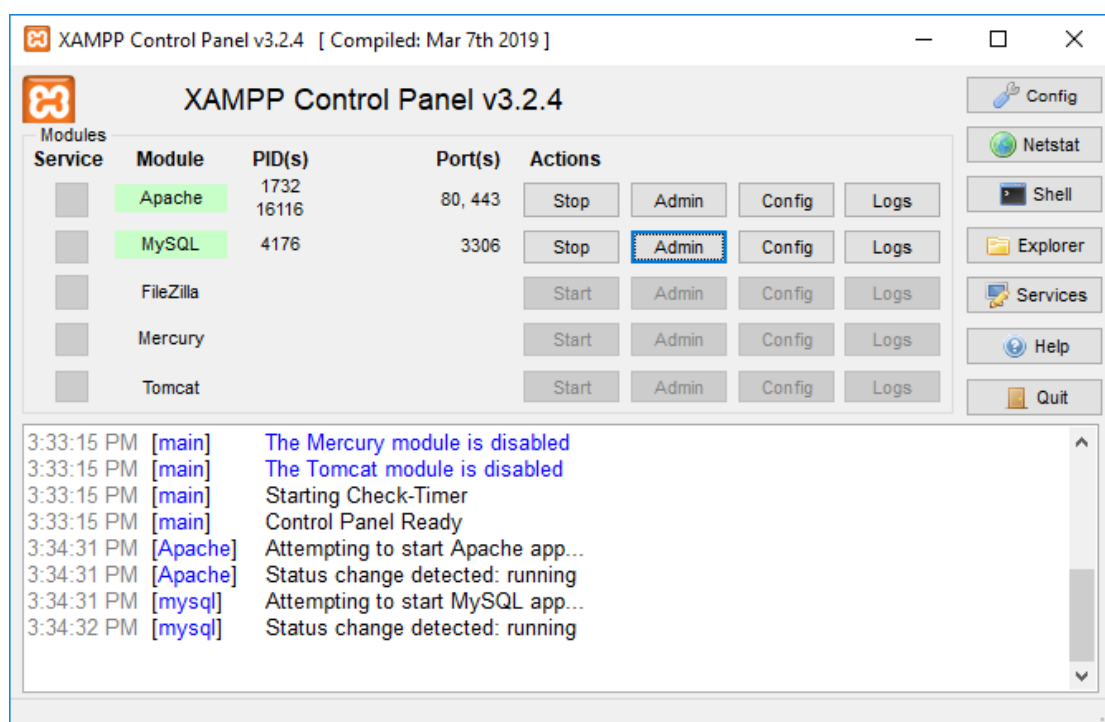 XAMPP Control Panel v3.2.4 [ Compiled: Mar 7th 2019 ]
XAMPP Control Panel v3.2.4
Config
Modules
Service Module PID(s) Port(s) Actions
Netstat
Apache 1732 16116 80, 443 Stop Admin Config Logs
Shell
MySQL 4176 3306 Stop Admin Config Logs
Explorer
FileZilla Start Admin Config Logs
Services
Mercury Start Admin Config Logs
Help
Tomcat Start Admin Config Logs
Quit
3:33:15 PM [main] The Mercury module is disabled
3:33:15 PM [main] The Tomcat module is disabled
3:33:15 PM [main] Starting Check-Timer
3:33:15 PM [main] Control Panel Ready
3:34:31 PM [Apache] Attempting to start Apache app...
3:34:31 PM [Apache] Status change detected: running
3:34:31 PM [mysql] Attempting to start MySQL app...
3:34:32 PM [mysql] Status change detected: running